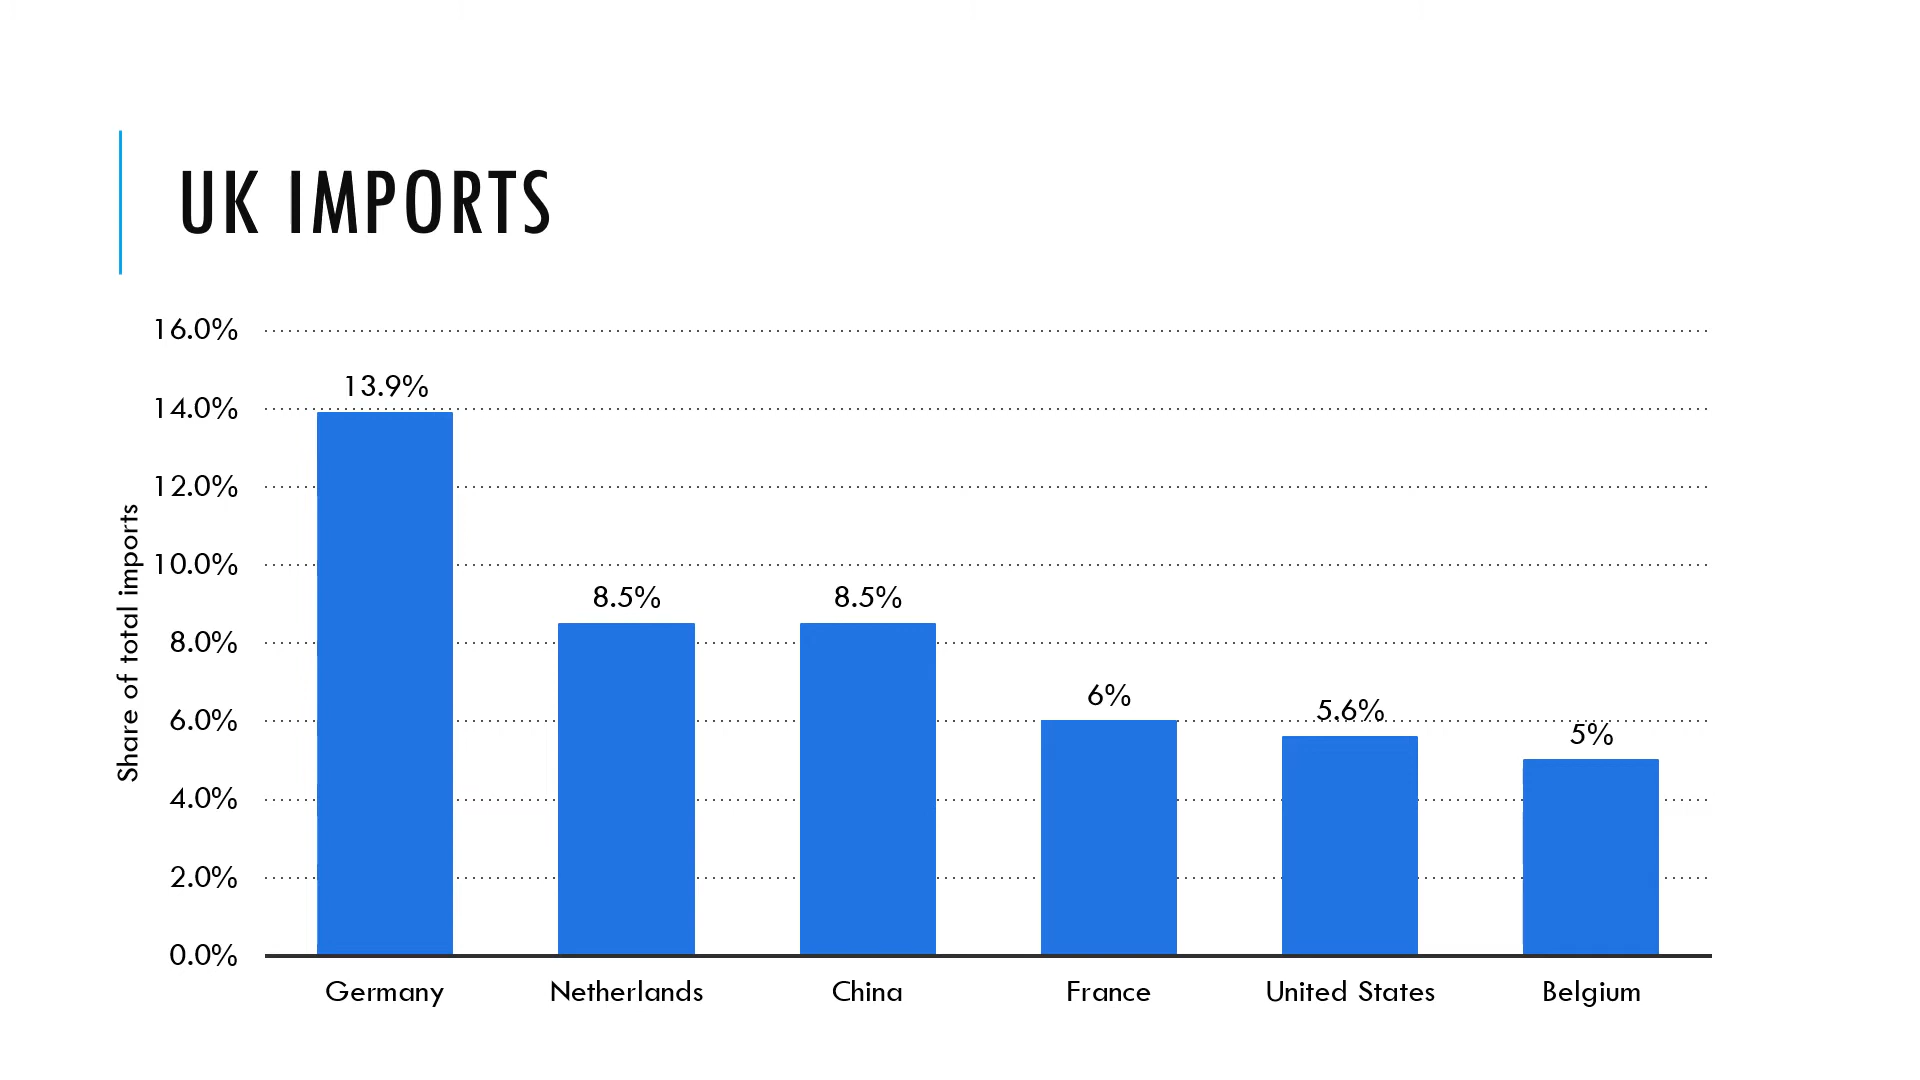 UK IMPORTS
Share of total imports
16.0%
14.0%
12.0%
10.0%
8.0%
6.0%
4.0%
2.0%
0.0%
13.9%
8.5%
8.5%
6%
5.6%
5%
Germany
Netherlands
China
France
United States
Belgium